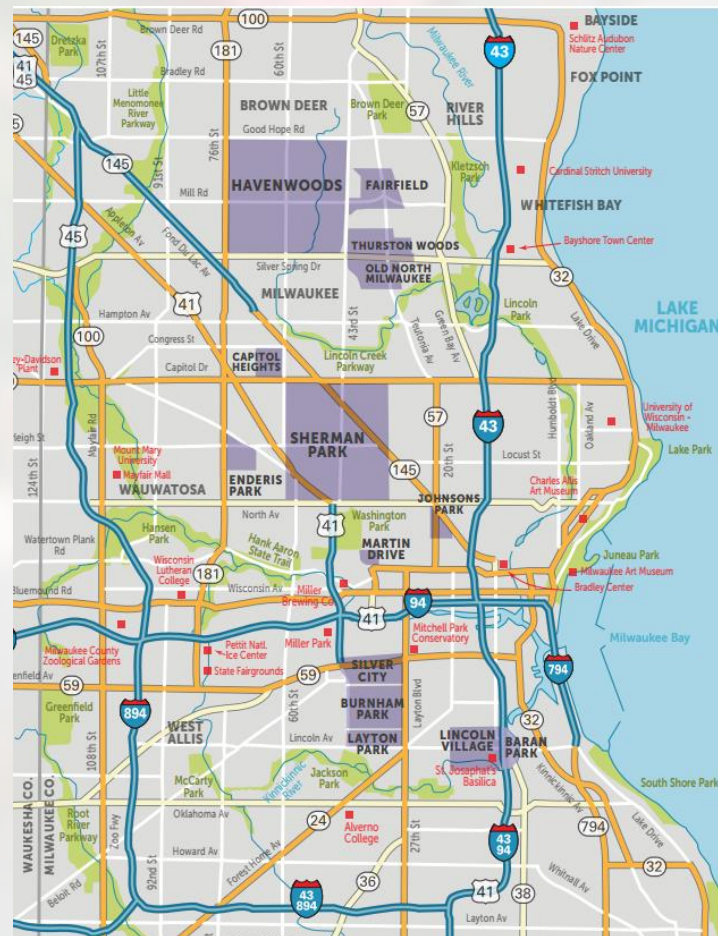 100
BAYSIDE
Schlitz Audubon
Nature Center
145
Dretzka
Park
107th St
Brown Deer Rd
181
60th St
Milwaukee River
43
41
45
Bradley Rd
FOX POINT
Little
Menomonee
River
Parkway
BROWN DEER
Brown Deer
Park
57
RIVER
HILLS
Good Hope Rd
145
91st St
76th St
Kletzsch
Park
Cardinal Stritch University
Mill Rd
HAVENWOODS
FAIRFIELD
WHITEFISH BAY
45
Appleton Av
Fond Du Lac Av
THURSTON WOODS
Bayshore Town Center
Silver Spring Dr
OLD NORTH
MILWAUKEE
32
41
MILWAUKEE
Hampton Av
43rd St
Teutonia Av
Green Bay Av
Lincoln
Park
Lake Drive
LAKE
MICHIGAN
100
Congress St
CAPITOL
HEIGHTS
Lincoln Creek
Parkway
Capitol Dr
y-Davidson
Plant
Mayfair Rd
57
20th St
43
Humboldt Blvd
Oakland Av
University of
Wisconsin -
Milwaukee
leigh St
124th St
SHERMAN
PARK
145
Locust St
Lake Park
Mount Mary
University
Mayfair Mall
WAUWATOSA
ENDERIS
PARK
JOHNSONS
PARK
Charles Allis
Art Museum
North Av
41
Washington
Park
Hansen
Park
Hank Aaron
State Trail
MARTIN
DRIVE
Juneau Park
Watertown Plank
Rd
Wisconsin
Lutheran
College
181
Wisconsin Av
Miller
Brewing Co.
Milwaukee Art Museum
Bradley Center
Bluemound Rd
41
94
Mitchell Park
Conservatory
Milwaukee Bay
Milwaukee County
Zoological Gardens
Pettit Natl.
Ice Center
Miller Park
State Fairgrounds
59
SILVER
CITY
794
enfield Av
59
894
Greenfield
Park
60th St
BURNHAM
PARK
Layton Blvd
32
WEST
ALLIS
Lincoln Av
LAYTON
PARK
LINCOLN
VILLAGE
BARAN
PARK
108th St
St. Josaphat's
Basilica
McCarty
Park
Kinnickinnic
River
Jackson
Park
Kinnickinnic Av
South Shore Park
WAUKESHA CO.
MILWAUKEE CO.
Root
River
Parkway
Zoo Fwy
Oklahoma Av
24
Alverno
College
27th St
794
Lake Drive
92nd St
Howard Av
Forest Home Av
43
94
32
Beloit Rd
36
43
894
41
38
Whitnall Av
Layton Av